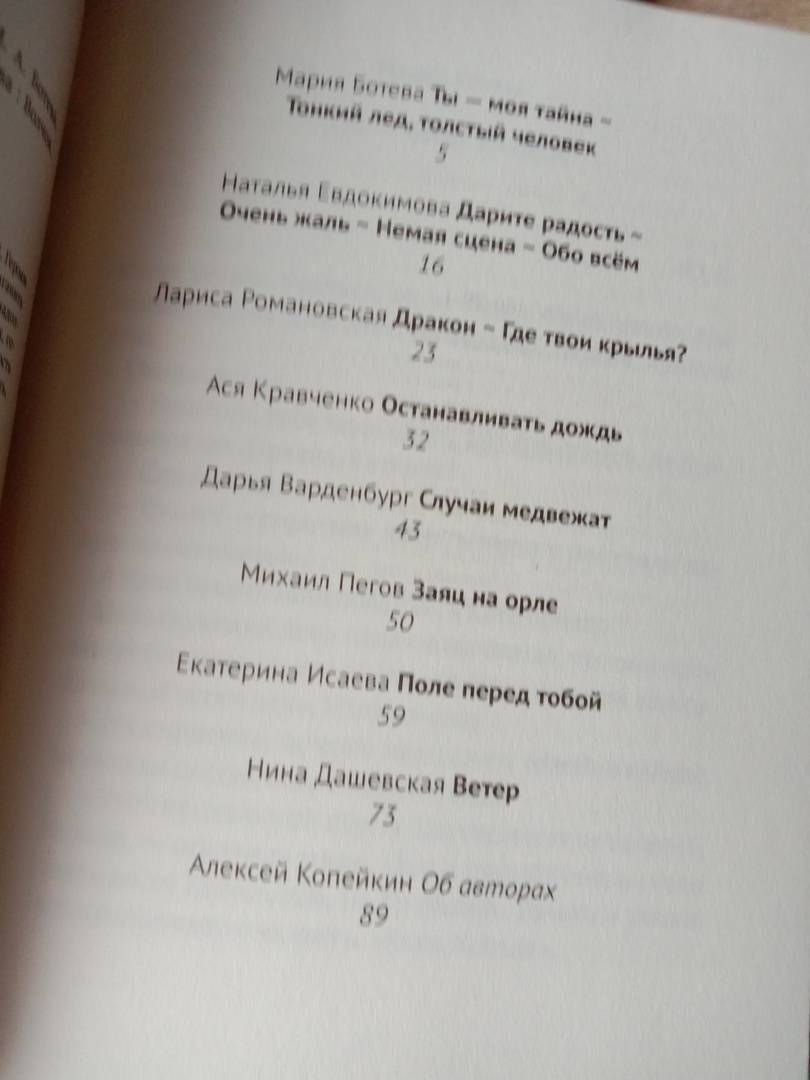 Мария Ботева Ты — моя тайна ~
Тонкий лед, толстый человек
5
Наталья Евдокимова Дарите радость ~
Очень жаль ~ Немая сцена ~ Обо всём
16
Лариса Романовская Дракон ~ Где твои крылья?
23
Ася Кравченко Останавливать дождь
32
Дарья Варденбург Случаи медвежат
43
Михаил Пегов Заяц на орле
50
Екатерина Исаева Поле перед тобой
59
Нина Дашевская Ветер
73
Алексей Копейкин Об авторах
89